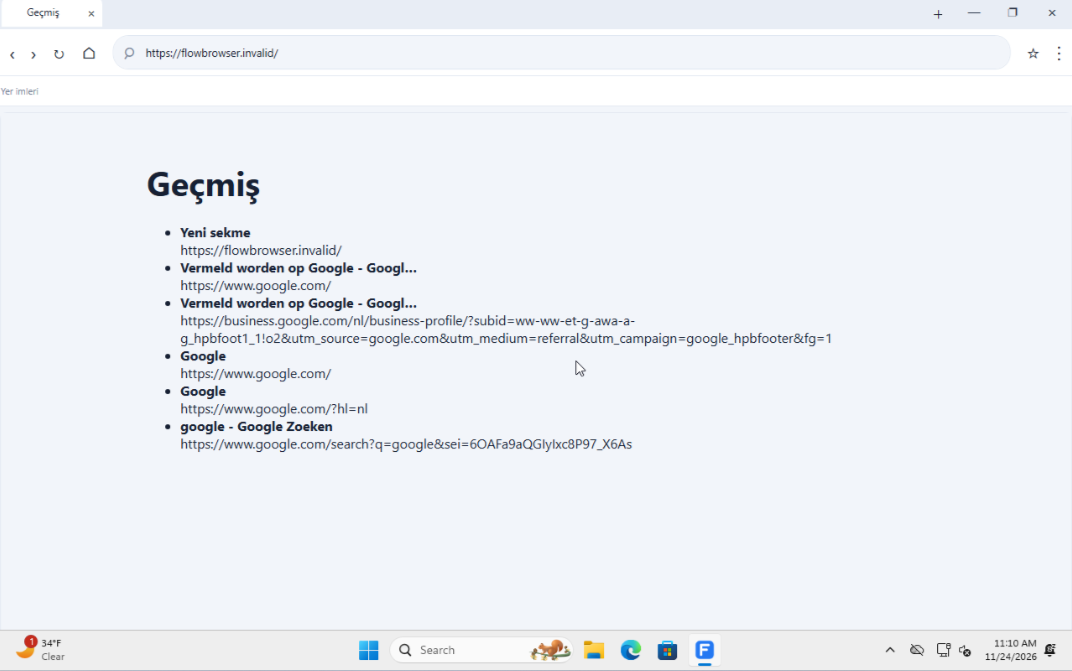 Geçmiş
https://flowbrowser.invalid/
Yer imleri
Geçmiş
Yeni sekme
https://flowbrowser.invalid/
Vermeld worden op Google - Googl...
https://www.google.com/
Vermeld worden op Google - Googl...
https://business.google.com/nl/business-profile/?subid=ww-ww-et-g-awa-a-
g_hpbfoot1_1!o2&utm_source=google.com&utm_medium=referral&utm_campaign=google_hpbfooter&fg=1
Google
https://www.google.com/
Google
https://www.google.com/?hl=nl
google - Google Zoeken
https://www.google.com/search?q=google&sei=6OAFa9aQGIyIxc8P97_X6As
1
34°F
Clear
Search
F
11:10 AM
11/24/2026